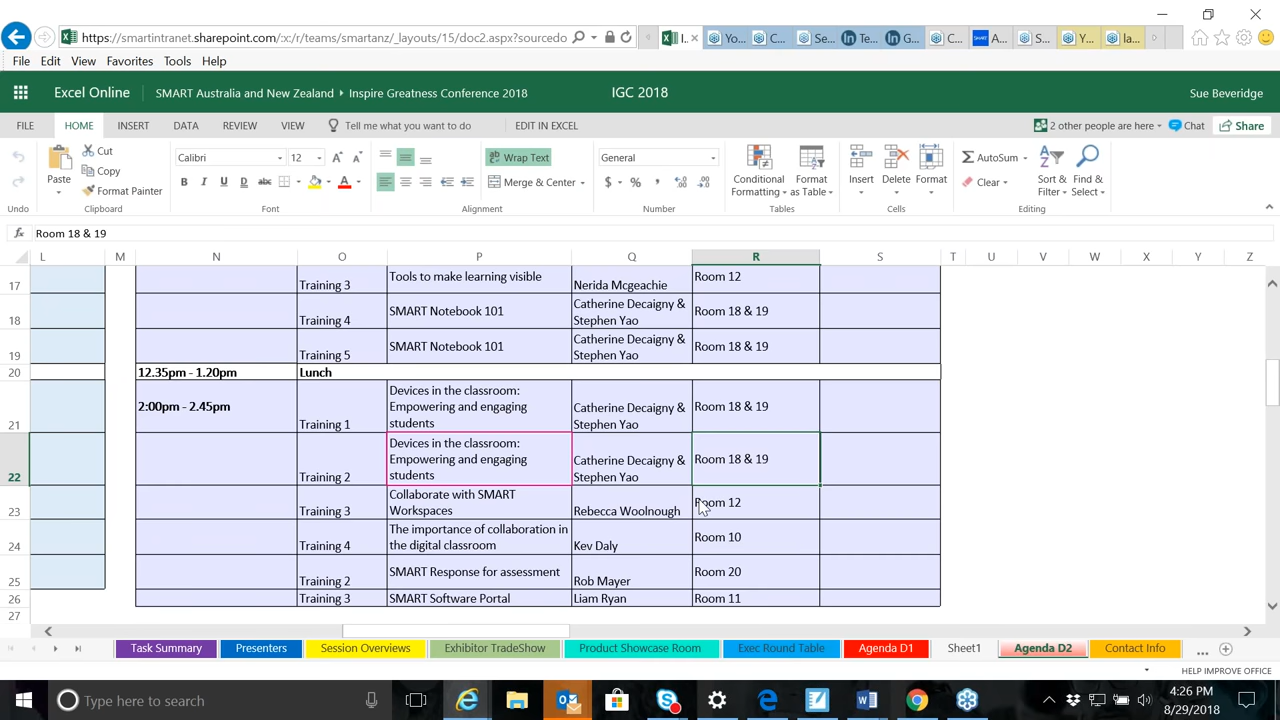 https://smartintranet.sharepoint.com/:x:/r/teams/smartanz/_layouts/15/doc2.aspx?sourcedo
I.
Yo...
C...
Se...
Te...
G...
C...
A...
S...
Y...
la...
File Edit View Favorites Tools Help
Excel Online SMART Australia and New Zealand Inspire Greatness Conference 2018 IGC 2018 Sue Beveridge
FILE HOME INSERT DATA REVIEW VIEW Tell me what you want to do EDIT IN EXCEL 2 other people are here Chat Share
Paste
Cut
Copy
Format Painter
Calibri 12
B I U D abc A
Wrap Text
Merge & Center
General
$ % , .00
Conditional Formatting
Format as Table
Insert Delete Format
AutoSum
Clear
Sort & Filter
Find & Select
Undo Clipboard Font Alignment Number Tables Cells Editing
fx Room 18 & 19
L M N O P Q R S T U V W X Y Z
17 Training 3 Tools to make learning visible Nerida Mcgeachie Room 12
18 Training 4 SMART Notebook 101 Catherine Decaigny & Stephen Yao Room 18 & 19
19 Training 5 SMART Notebook 101 Catherine Decaigny & Stephen Yao Room 18 & 19
20 12.35pm - 1.20pm Lunch
21 2:00pm - 2.45pm Training 1 Devices in the classroom: Empowering and engaging students Catherine Decaigny & Stephen Yao Room 18 & 19
22 Training 2 Devices in the classroom: Empowering and engaging students Catherine Decaigny & Stephen Yao Room 18 & 19
23 Training 3 Collaborate with SMART Workspaces Rebecca Woolnough Room 12
24 Training 4 The importance of collaboration in the digital classroom Kev Daly Room 10
25 Training 2 SMART Response for assessment Rob Mayer Room 20
26 Training 3 SMART Software Portal Liam Ryan Room 11
27
Task Summary Presenters Session Overviews Exhibitor TradeShow Product Showcase Room Exec Round Table Agenda D1 Sheet1 Agenda D2 Contact Info ...
HELP IMPROVE OFFICE
Type here to search
4:26 PM
8/29/2018